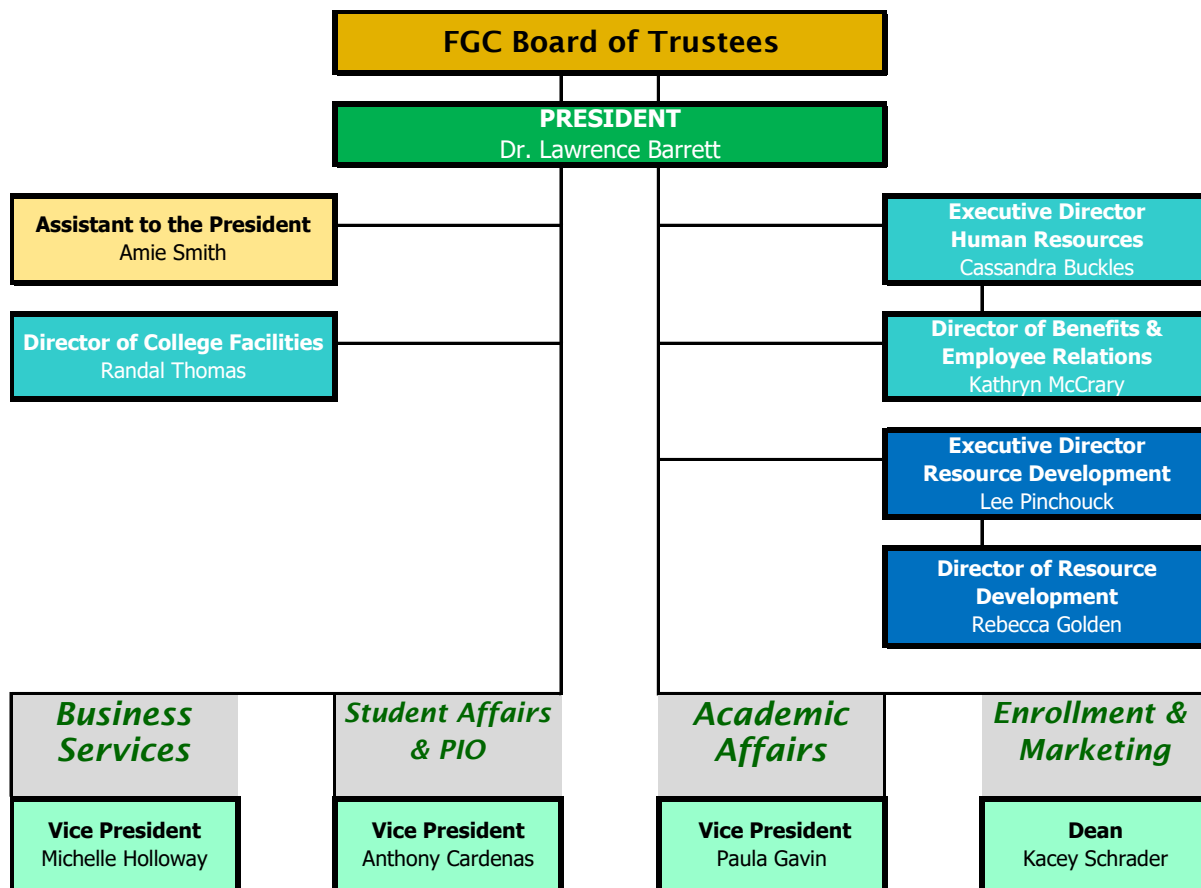 FGC Board of Trustees
PRESIDENT
Dr. Lawrence Barrett
Assistant to the President
Amie Smith
Executive Director
Human Resources
Cassandra Buckles
Director of College Facilities
Randal Thomas
Director of Benefits &
Employee Relations
Kathryn McCrary
Executive Director
Resource Development
Lee Pinchouck
Director of Resource
Development
Rebecca Golden
Business
Services
Student Affairs
& PIO
Academic
Affairs
Enrollment &
Marketing
Vice President
Michelle Holloway
Vice President
Anthony Cardenas
Vice President
Paula Gavin
Dean
Kacey Schrader